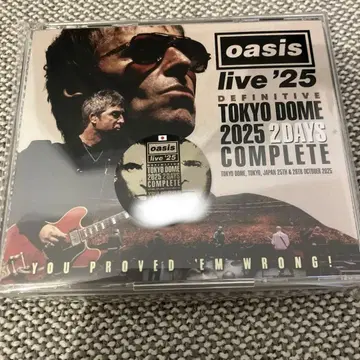 oasis
live '25
DEFINITIVE
TOKYO DOME
2025 2DAYS
COMPLETE
TOKYO DOME, TOKYO, JAPAN 25TH & 26TH OCTOBER 2025
oasis
live '25
DEFINITIVE
TOKYO DOME
2025 2DAYS
COMPLETE
YOU PROVED 'EM WRONG!